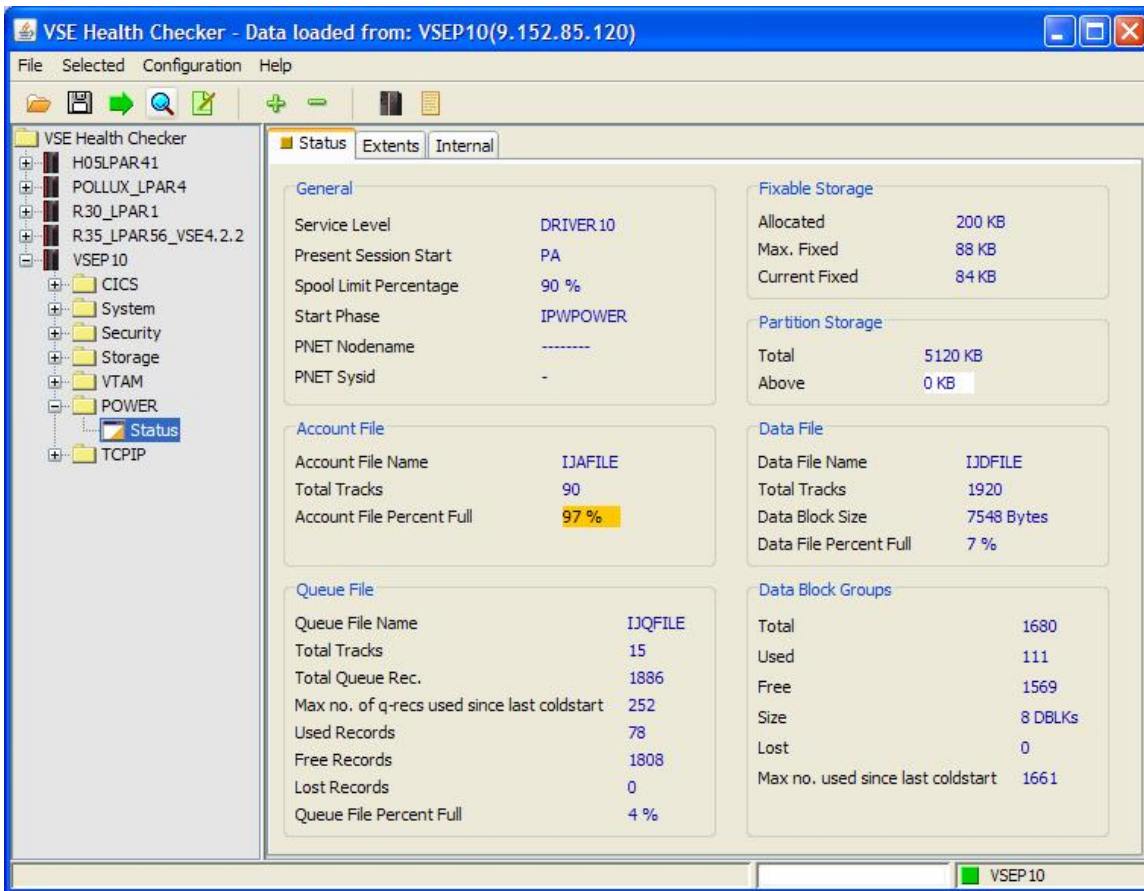 VSE Health Checker - Data loaded from: VSEP10(9.152.85.120)
File Selected Configuration Help
VSE Health Checker
H05LPAR41
POLLUX_LPAR4
R30_LPAR1
R35_LPAR56_VSE4.2.2
VSEP10
CICS
System
Security
Storage
VTAM
POWER
Status
TCPIP
Status Extents Internal
General
Service Level DRIVER10
Present Session Start PA
Spool Limit Percentage 90 %
Start Phase IPWPOWER
PNET Nodename --------
PNET Sysid -
Fixable Storage
Allocated 200 KB
Max. Fixed 88 KB
Current Fixed 84 KB
Partition Storage
Total 5120 KB
Above 0 KB
Account File
Account File Name IJAFILE
Total Tracks 90
Account File Percent Full 97 %
Data File
Data File Name IJDFILE
Total Tracks 1920
Data Block Size 7548 Bytes
Data File Percent Full 7 %
Queue File
Queue File Name IJQFILE
Total Tracks 15
Total Queue Rec. 1886
Max no. of q-recs used since last coldstart 252
Used Records 78
Free Records 1808
Lost Records 0
Queue File Percent Full 4 %
Data Block Groups
Total 1680
Used 111
Free 1569
Size 8 DBLKs
Lost 0
Max no. used since last coldstart 1661
VSEP10